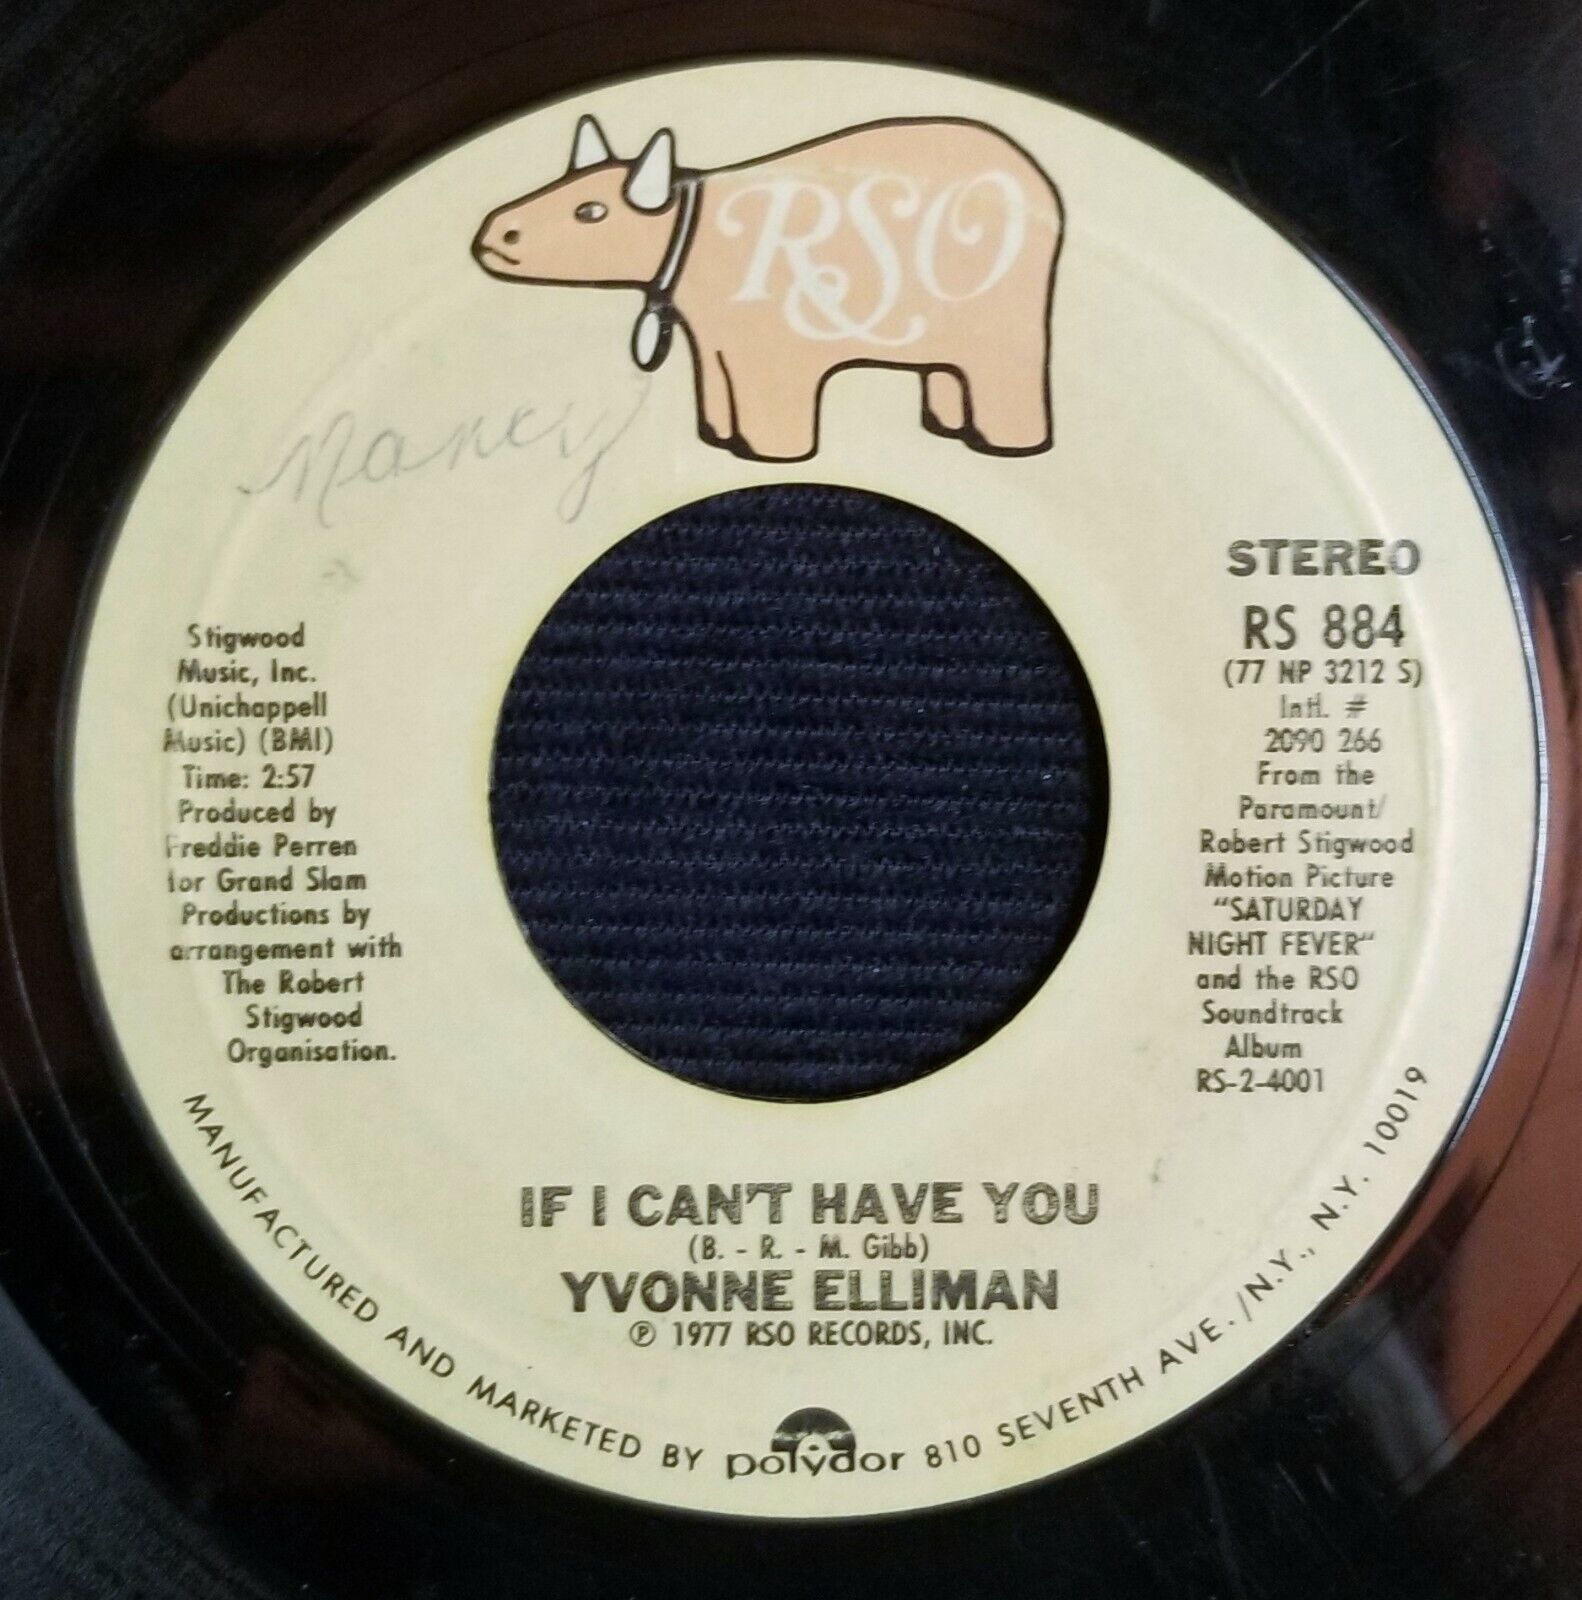 RSO
Nancy
Stigwood
Music, Inc.
(Unichappell
Music) (BMI)
Time: 2:57
Produced by
Freddie Perren
for Grand Slam
Productions by
arrangement with
The Robert
Stigwood
Organisation.
STEREO
RS 884
(77 NP 3212 S)
Intl. #
2090 266
From the
Paramount/
Robert Stigwood
Motion Picture
"SATURDAY
NIGHT FEVER"
and the RSO
Soundtrack
Album
RS-2-4001
IF I CAN'T HAVE YOU
(B. - R. - M. Gibb)
YVONNE ELLIMAN
℗ 1977 RSO RECORDS, INC.
MANUFACTURED AND MARKETED BY polydor 810 SEVENTH AVE./N.Y., N.Y. 10019